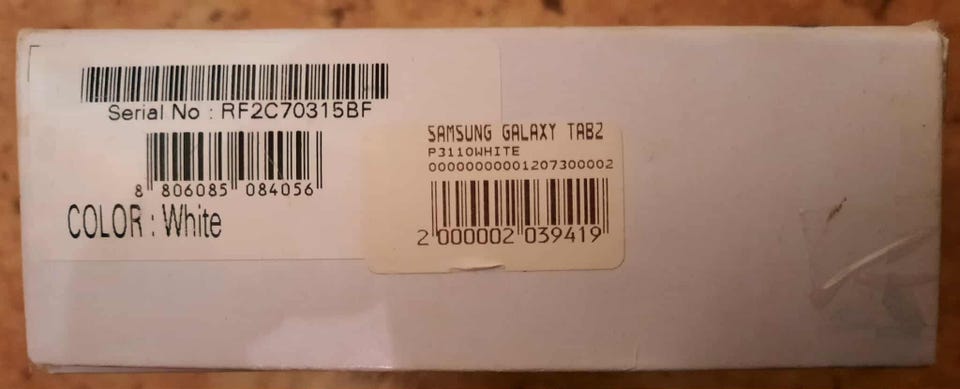 Serial No : RF2C70315BF
8 806085 084056
COLOR : White
SAMSUNG GALAXY TAB2
P3110WHITE
00000000001207300002
2 000002 039419